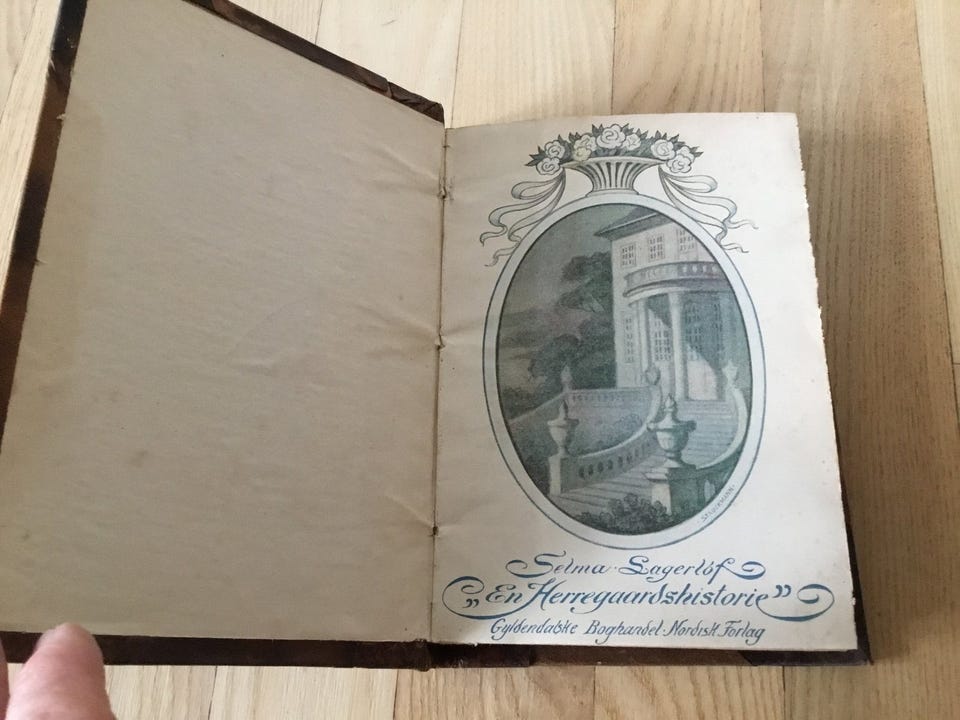 Selma Lagerlöf
„En Herregaardshistorie”
Gyldendalske Boghandel. Nordisk Forlag